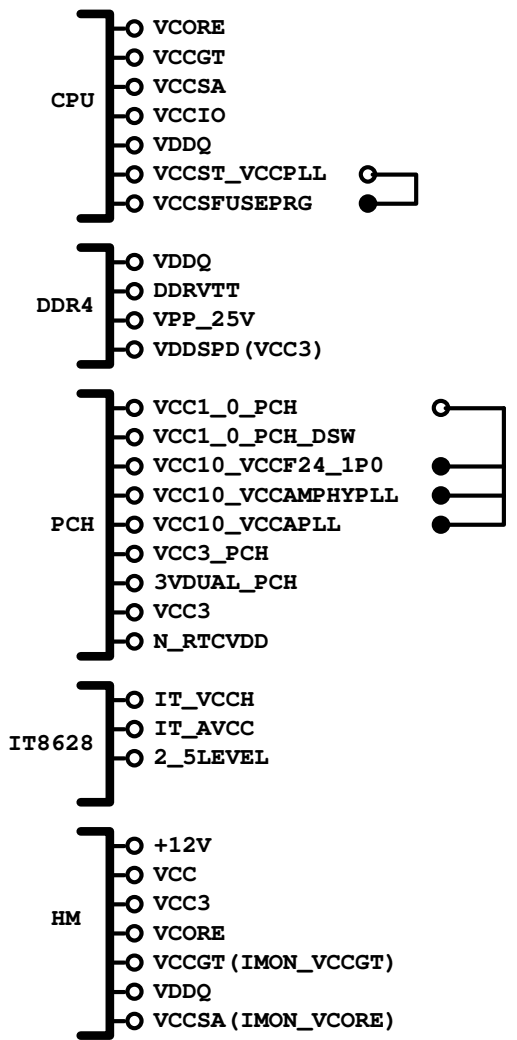 VCORE
VCCGT
VCCSA
CPU
VCCIO
VDDQ
VCCST_VCCPLL
VCCSFUSEPRG
VDDQ
DDRVTT
DDR4
VPP_25V
VDDSPD(VCC3)
VCC1_0_PCH
VCC1_0_PCH_DSW
VCC10_VCCF24_1P0
VCC10_VCCAMPHYPLL
PCH
VCC10_VCCAPLL
VCC3_PCH
3VDUAL_PCH
VCC3
N_RTCVDD
IT_VCCH
IT8628
IT_AVCC
2_5LEVEL
+12V
VCC
VCC3
HM
VCORE
VCCGT(IMON_VCCGT)
VDDQ
VCCSA(IMON_VCORE)